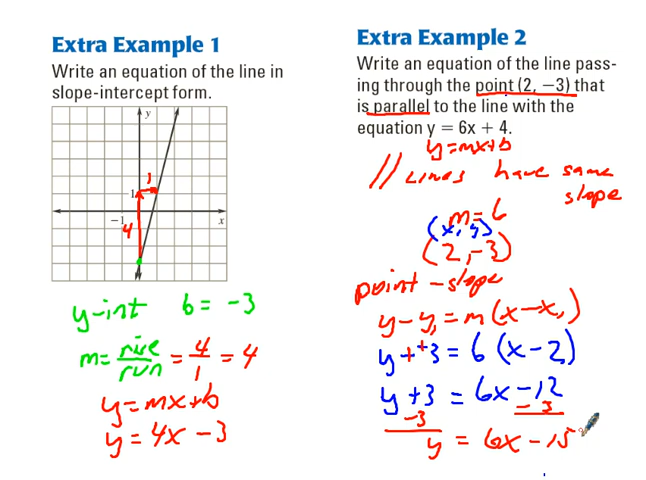 Extra Example 1
Write an equation of the line in
slope-intercept form.
y
1
1
-1
x
4
y-int b = -3
m = rise/run = 4/1 = 4
y = mx+b
y = 4x - 3
Extra Example 2
Write an equation of the line pass-
ing through the point (2, −3) that
is parallel to the line with the
equation y = 6x + 4.
y = mx+b
// Lines have same
slope
m = 6
(x, y)
(2, -3)
point-slope
y - y₁ = m(x - x₁)
y + +3 = 6(x - 2)
y + 3 = 6x - 12
-3 - 3
y = 6x - 15